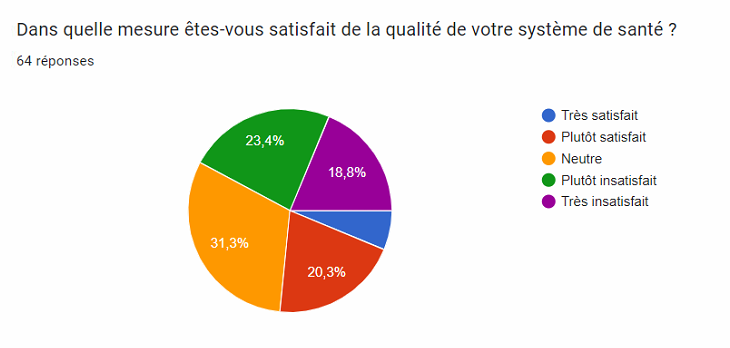 Dans quelle mesure êtes-vous satisfait de la qualité de votre système de santé ?
64 réponses
23,4%
18,8%
31,3%
20,3%
Très satisfait
Plutôt satisfait
Neutre
Plutôt insatisfait
Très insatisfait